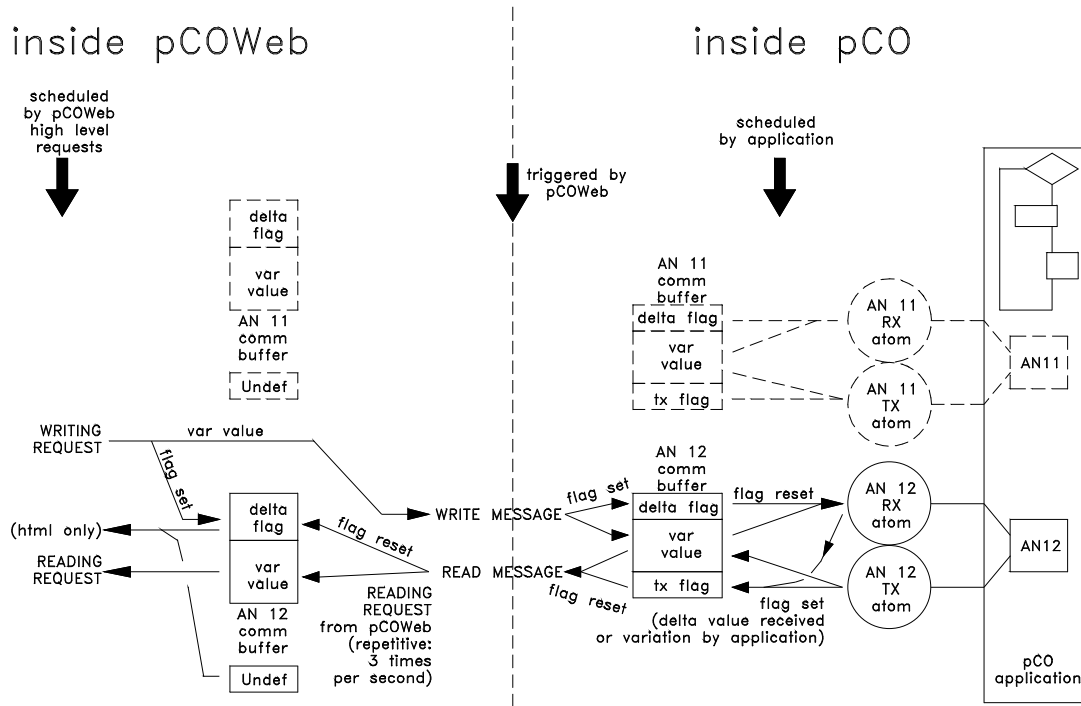 inside pCOWeb
inside pCO
scheduled
by pCOWeb
high level
requests
triggered by
pCOWeb
scheduled
by application
delta
flag
var
value
AN 11
comm
buffer
Undef
AN 11
comm
buffer
delta flag
var
value
tx flag
AN 11
RX
atom
AN 11
TX
atom
AN11
WRITING
REQUEST
var value
flag set
(html only)
READING
REQUEST
delta
flag
var
value
AN 12
comm
buffer
Undef
flag reset
WRITE MESSAGE
READ MESSAGE
READING
REQUEST
from pCOWeb
(repetitive:
3 times
per second)
flag set
flag reset
AN 12
comm
buffer
delta flag
var
value
tx flag
flag reset
flag set
(delta value received
or variation by application)
AN 12
RX
atom
AN 12
TX
atom
AN12
pCO
application